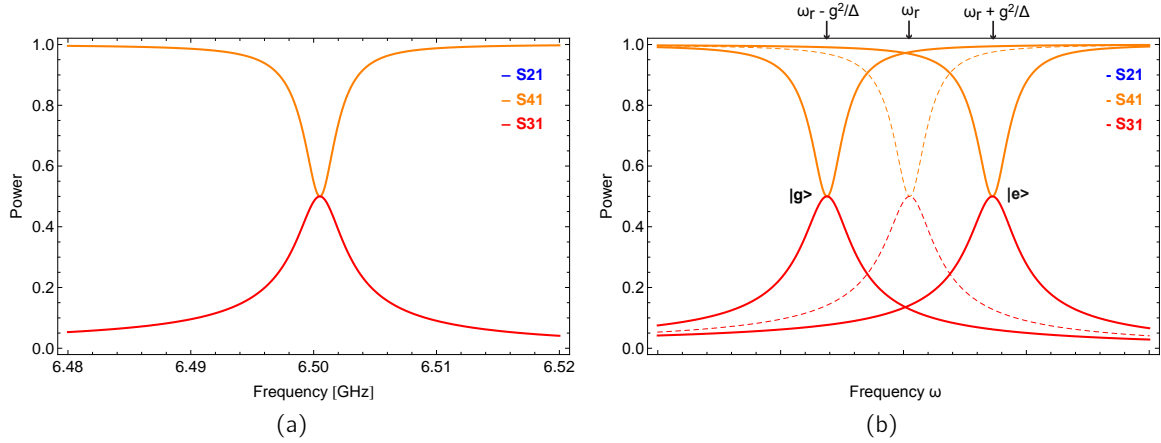 1.0
0.8
0.6
0.4
0.2
0.0
Power
– S21
– S41
– S31
6.48
6.49
6.50
6.51
6.52
Frequency [GHz]
(a)
ωr - g²/Δ
ωr
ωr + g²/Δ
1.0
0.8
0.6
0.4
0.2
0.0
Power
- S21
- S41
- S31
|g>
|e>
Frequency ω
(b)